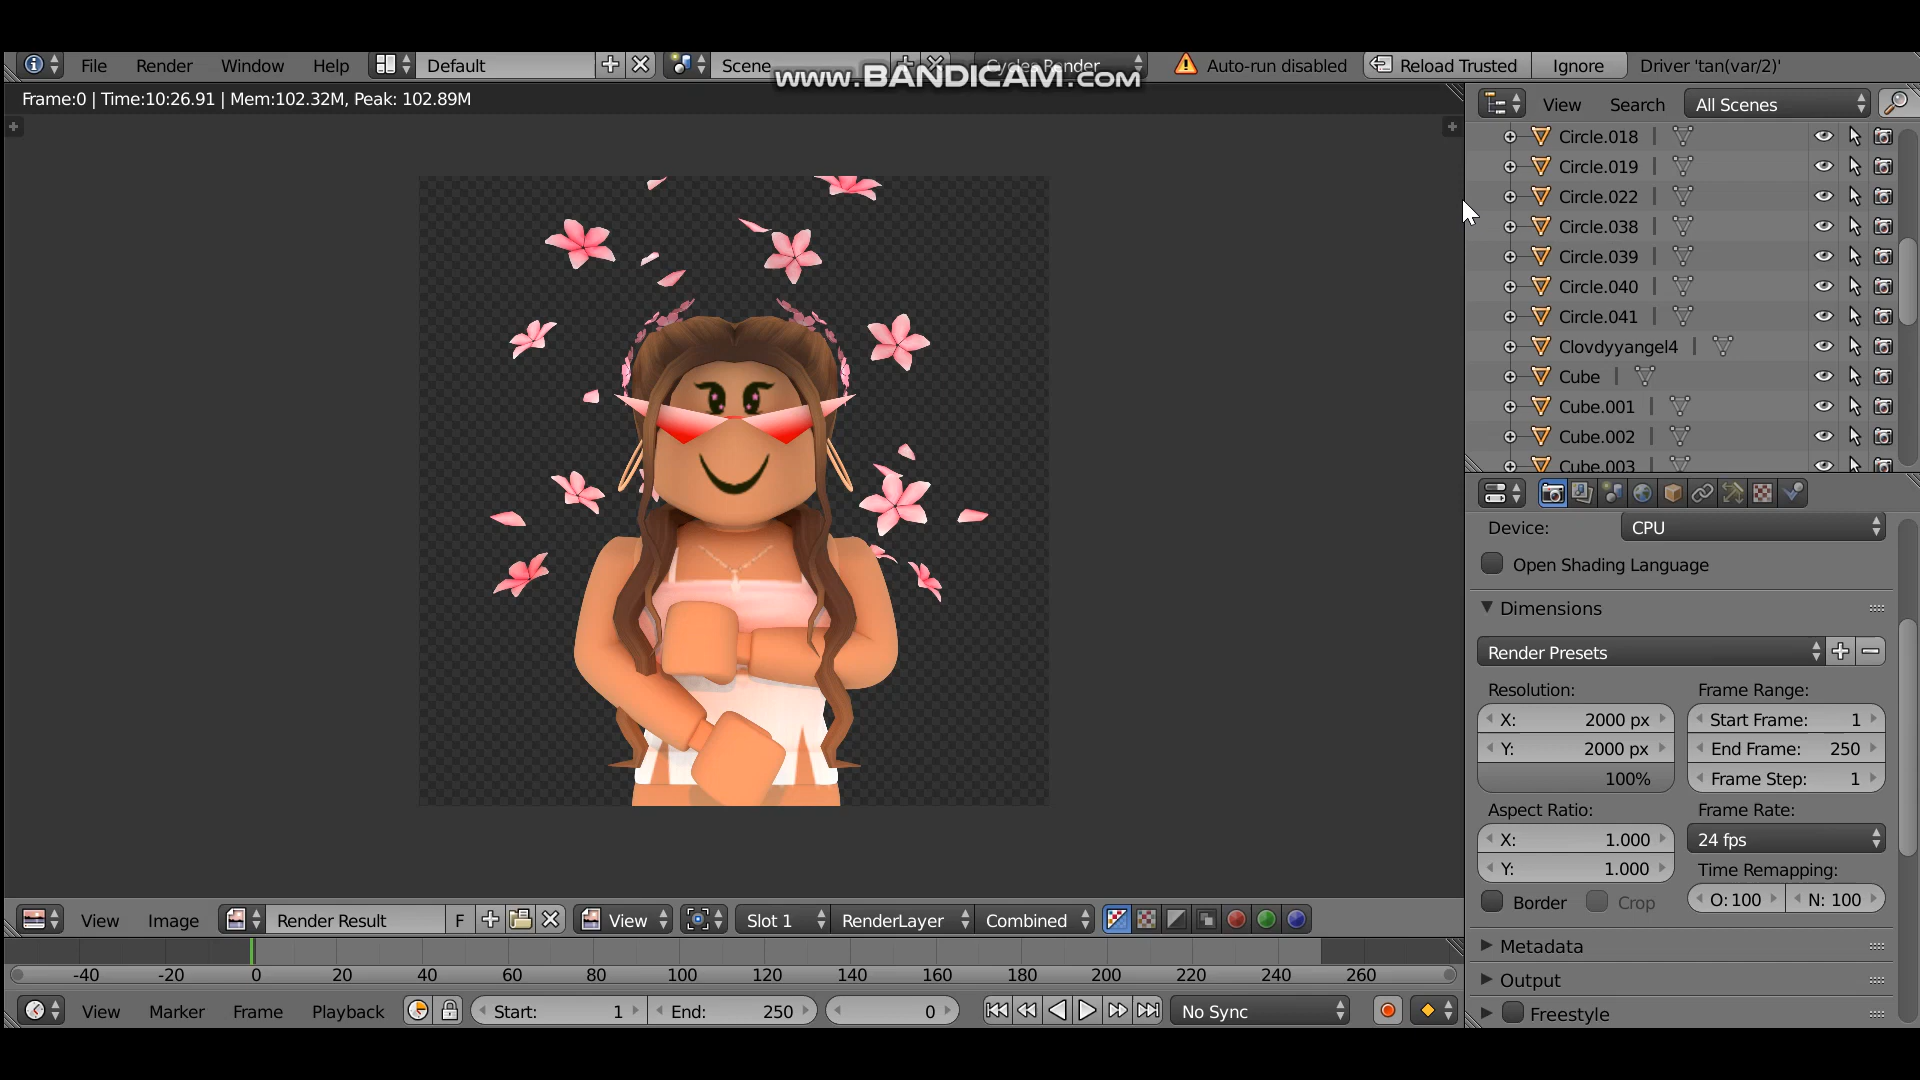 File Render Window Help Default Scene Cycles Render Auto-run disabled Reload Trusted Ignore Driver 'tan(var/2)'
www.BANDICAM.com
Frame:0 | Time:10:26.91 | Mem:102.32M, Peak: 102.89M
View Search All Scenes
Circle.018
Circle.019
Circle.022
Circle.038
Circle.039
Circle.040
Circle.041
Clovdyyangel4
Cube
Cube.001
Cube.002
Cube.003
Device: CPU
Open Shading Language
Dimensions
Render Presets
Resolution: Frame Range:
X: 2000 px Start Frame: 1
Y: 2000 px End Frame: 250
100% Frame Step: 1
Aspect Ratio: Frame Rate:
X: 1.000 24 fps
Y: 1.000 Time Remapping:
Border Crop O: 100 N: 100
Metadata
Output
Freestyle
View Image Render Result F View Slot 1 RenderLayer Combined
-40 -20 0 20 40 60 80 100 120 140 160 180 200 220 240 260
View Marker Frame Playback Start: 1 End: 250 0 No Sync